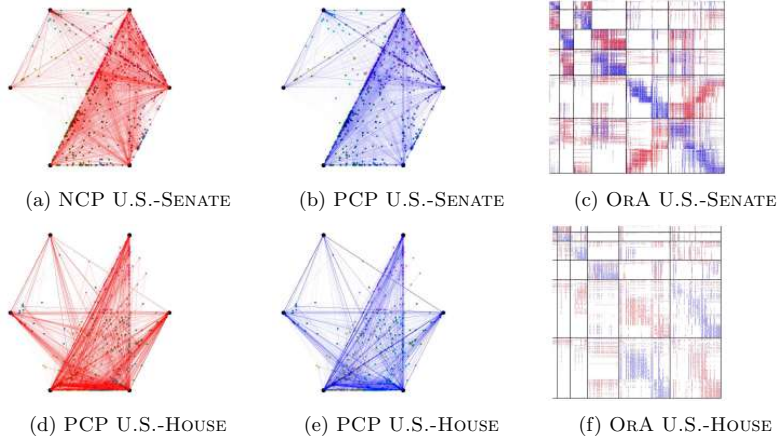 (a) NCP U.S.-SENATE
(b) PCP U.S.-SENATE
(c) ORA U.S.-SENATE
(d) PCP U.S.-HOUSE
(e) PCP U.S.-HOUSE
(f) ORA U.S.-HOUSE